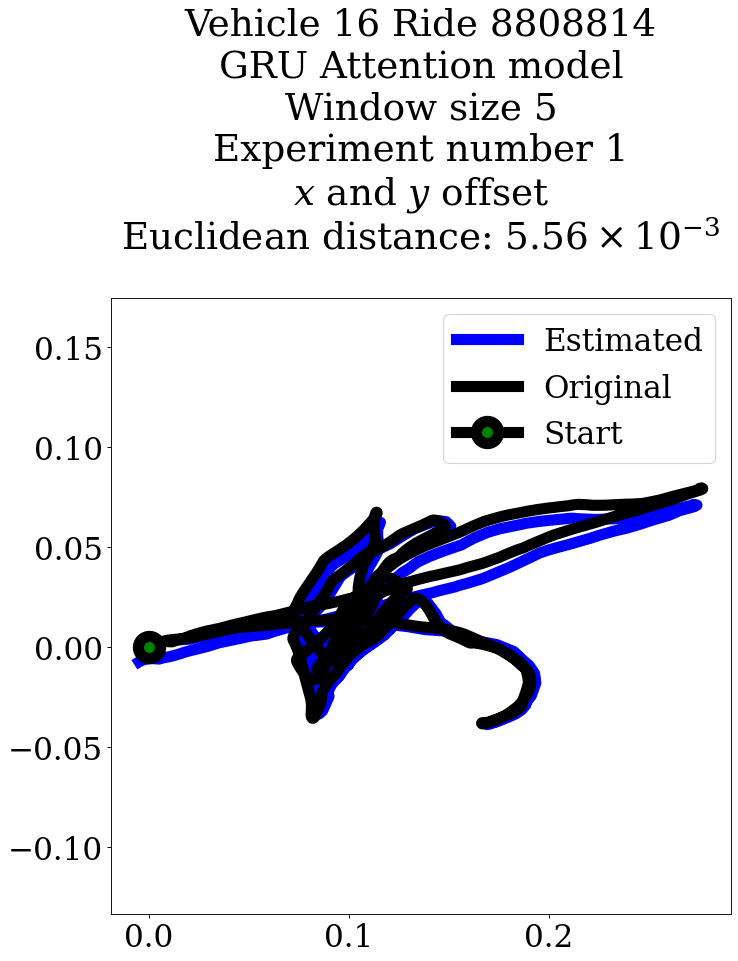 Vehicle 16 Ride 8808814
GRU Attention model
Window size 5
Experiment number 1
x and y offset
Euclidean distance: 5.56 × 10⁻³
Estimated
Original
Start
0.15
0.10
0.05
0.00
−0.05
−0.10
0.0 0.1 0.2